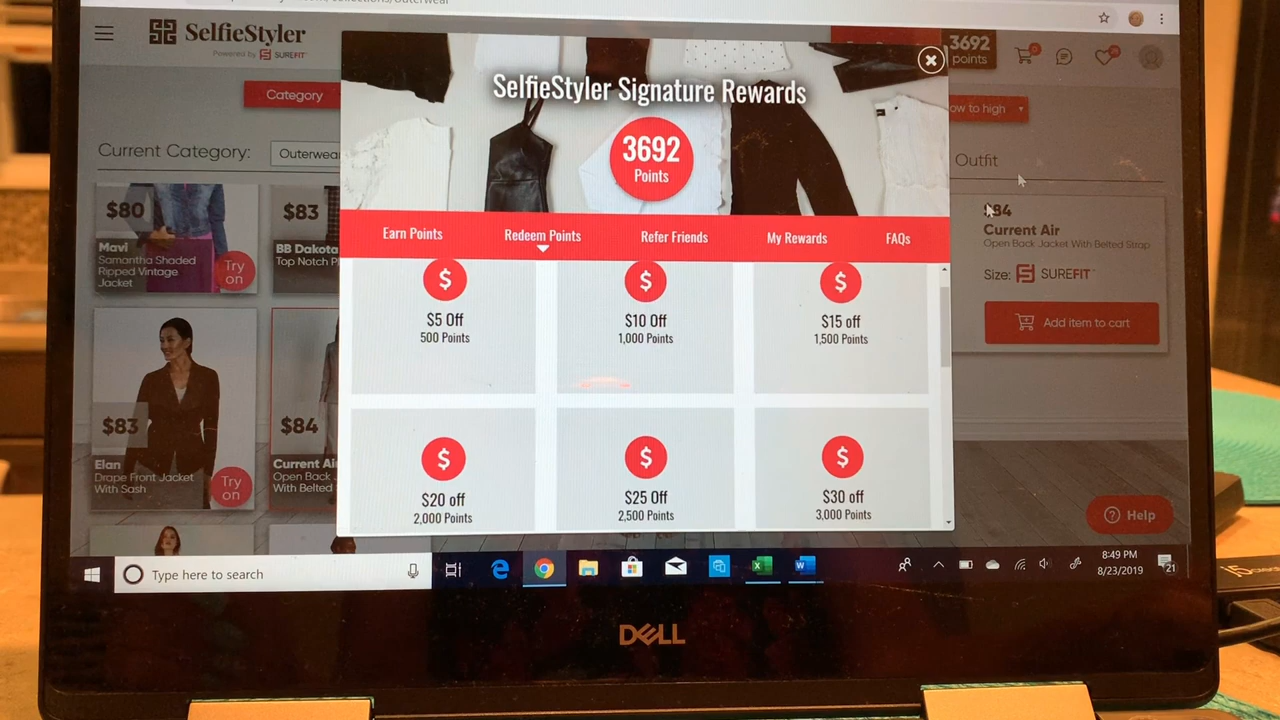 SelfieStyler
Powered by SUREFIT
3692
points
0
Category
Low to high
Current Category:
Outerwear
Outfit
$80
Mavi
Samantha Shaded
Ripped Vintage
Jacket
Try
on
$83
BB Dakota
Top Notch
$83
Elan
Drape Front Jacket
With Sash
Try
on
$84
Current Air
Open Back
With Belted
SelfieStyler Signature Rewards
3692
Points
Earn Points
Redeem Points
Refer Friends
My Rewards
FAQs
$
$5 Off
500 Points
$
$10 Off
1,000 Points
$
$15 off
1,500 Points
$
$20 off
2,000 Points
$
$25 Off
2,500 Points
$
$30 off
3,000 Points
$84
Current Air
Open Back Jacket With Belted Strap
Size: SUREFIT
Add item to cart
Help
Type here to search
8:49 PM
8/23/2019
21
DELL